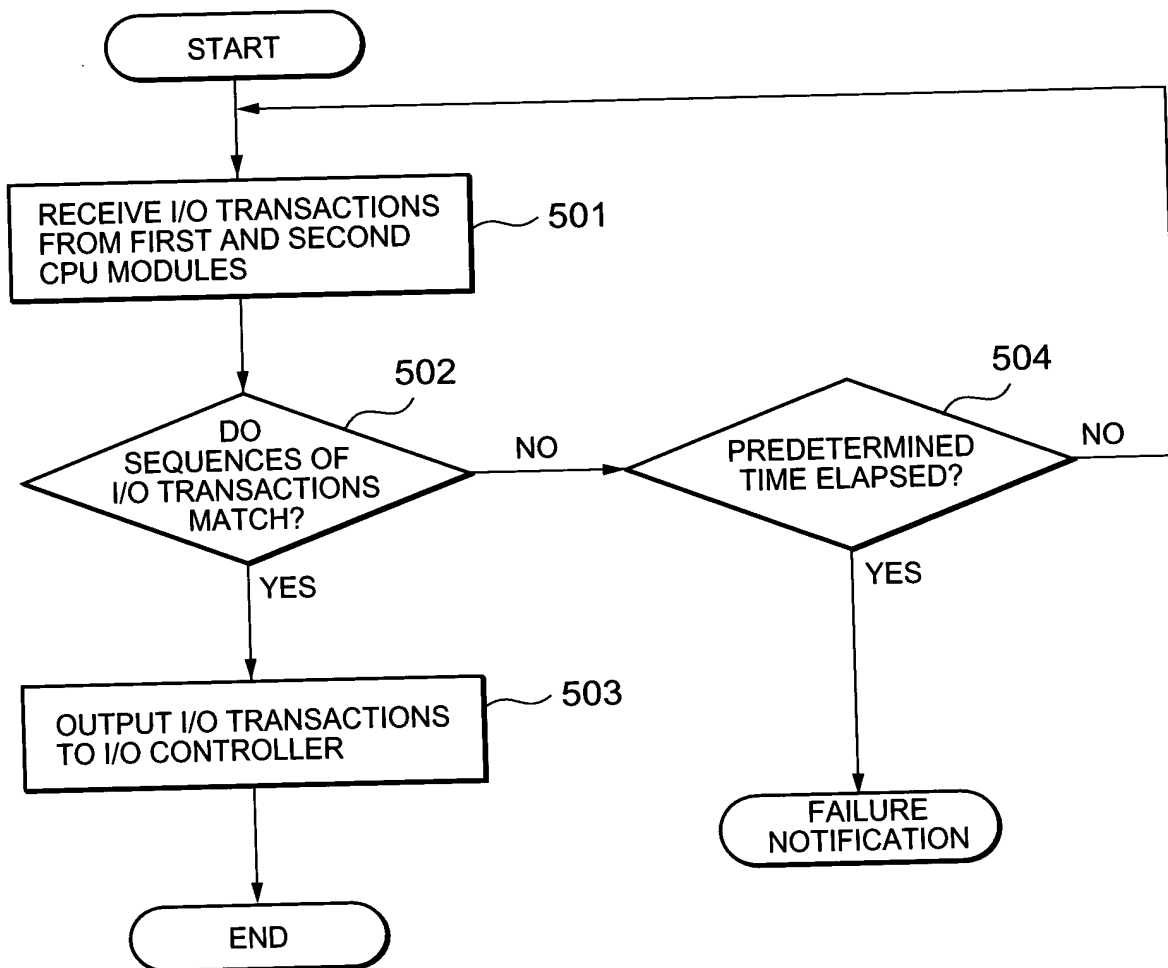 START
RECEIVE I/O TRANSACTIONS
FROM FIRST AND SECOND
CPU MODULES
501
502
DO
SEQUENCES OF
I/O TRANSACTIONS
MATCH?
NO
YES
504
PREDETERMINED
TIME ELAPSED?
NO
YES
503
OUTPUT I/O TRANSACTIONS
TO I/O CONTROLLER
FAILURE
NOTIFICATION
END